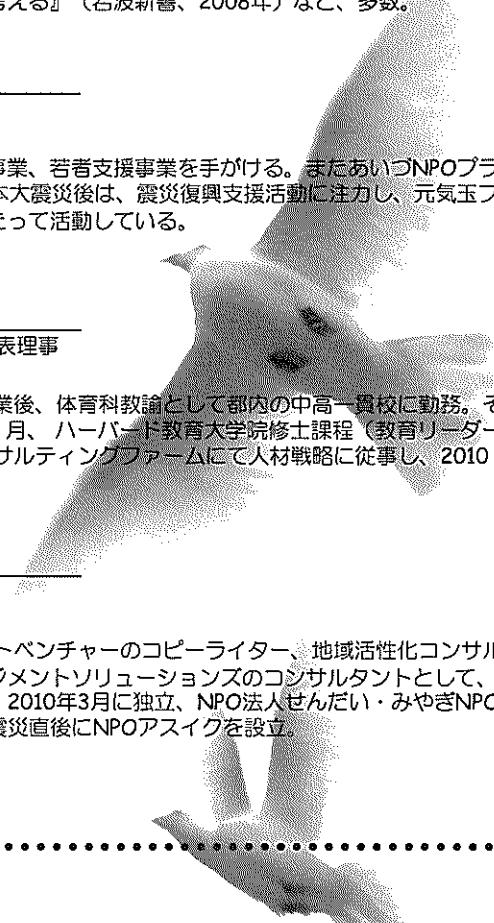 考える』（岩波新書、2008年）など、多数。
事業、若者支援事業を手がける。またあいづNPOプラ
本大震災後は、震災復興支援活動に注力し、元気玉プ
たって活動している。
表理事
業後、体育科教諭として都内の中高一貫校に勤務。そ
月、ハーバード教育大学院修士課程（教育リーダー
サルティングファームにて人材戦略に従事し、2010
トベンチャーのコピーライター、地域活性化コンサル
ジメントソリューションズのコンサルタントとして、
2010年3月に独立、NPO法人せんだい・みやぎNPO
震災直後にNPOアスイクを設立。